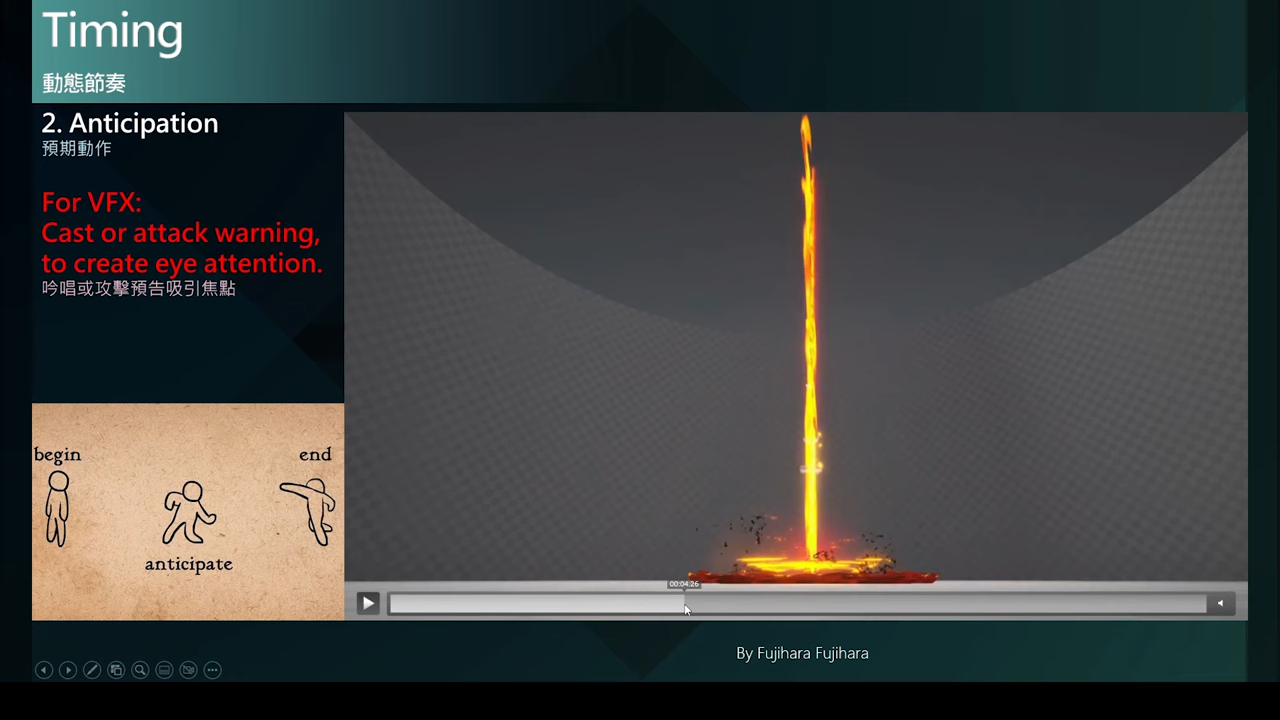 Timing
動態節奏
2. Anticipation
預期動作
For VFX:
Cast or attack warning,
to create eye attention.
吟唱或攻擊預告吸引焦點
begin
end
anticipate
00:04.26
By Fujihara Fujihara